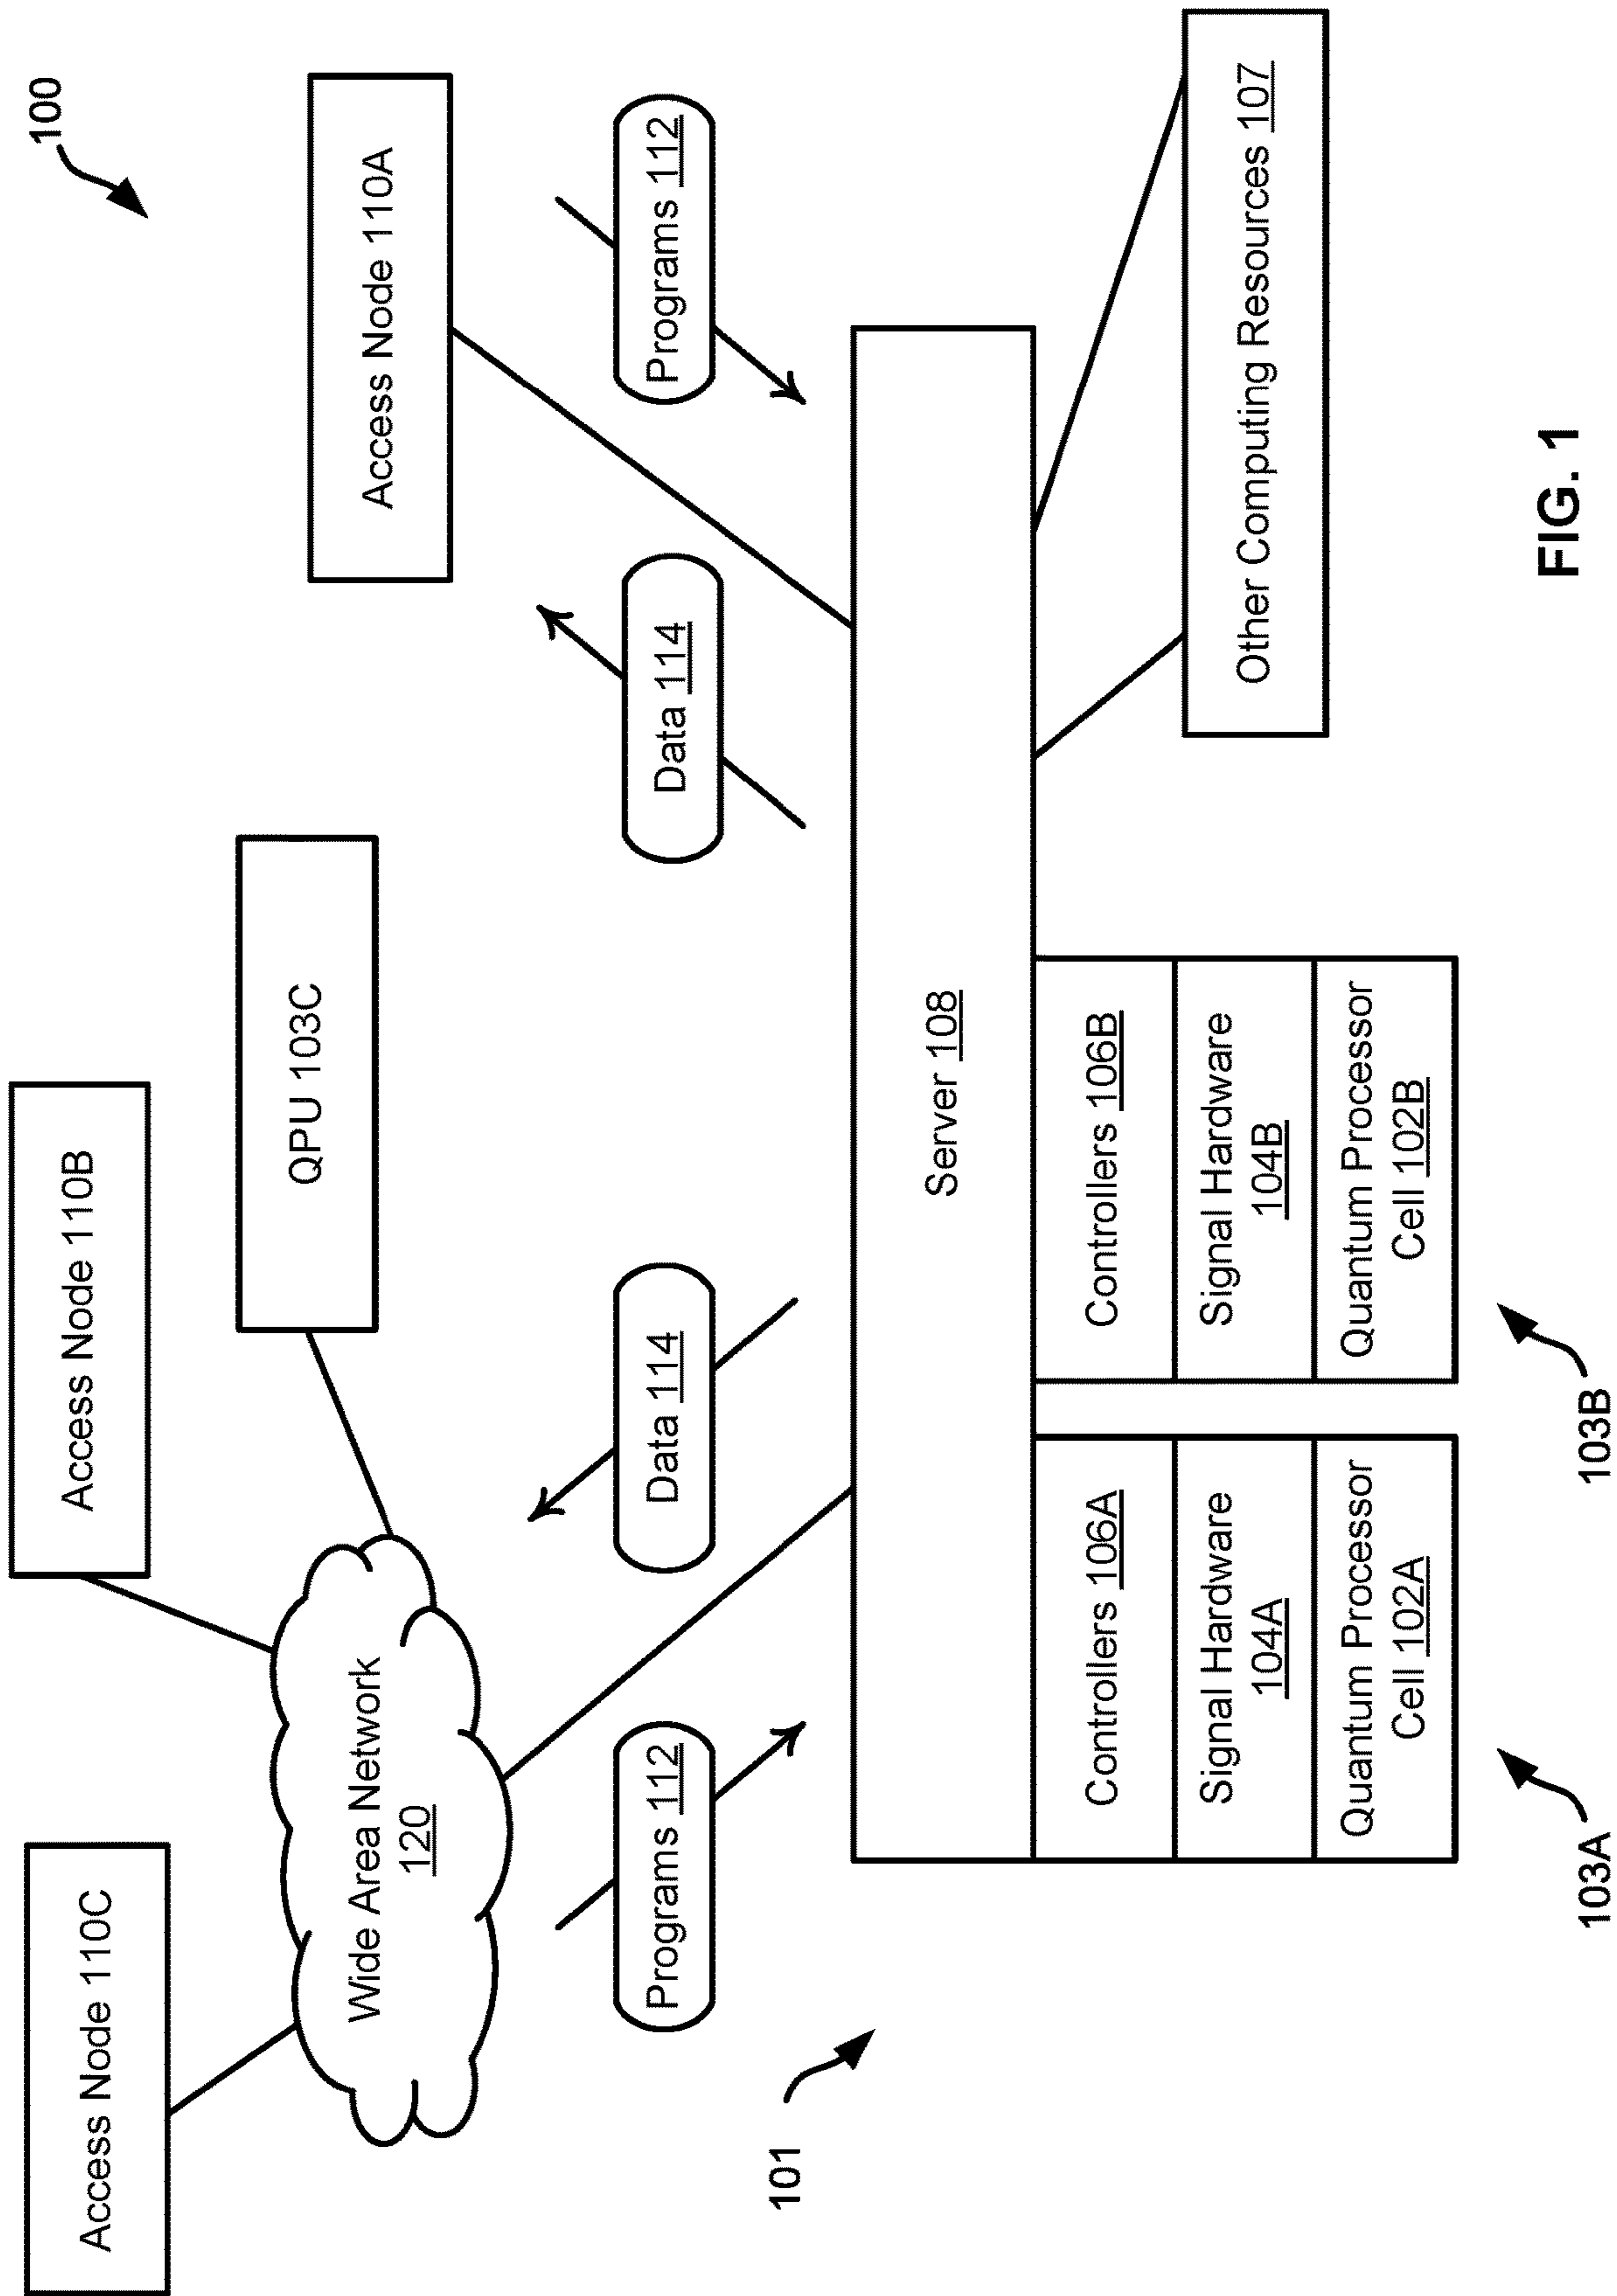 100
Access Node 110C
Access Node 110B
QPU 103C
Access Node 110A
Wide Area Network
120
Programs 112
Data 114
Data 114
Programs 112
101
Server 108
Controllers 106A
Signal Hardware
104A
Quantum Processor
Cell 102A
Controllers 106B
Signal Hardware
104B
Quantum Processor
Cell 102B
Other Computing Resources 107
103A
103B
FIG. 1